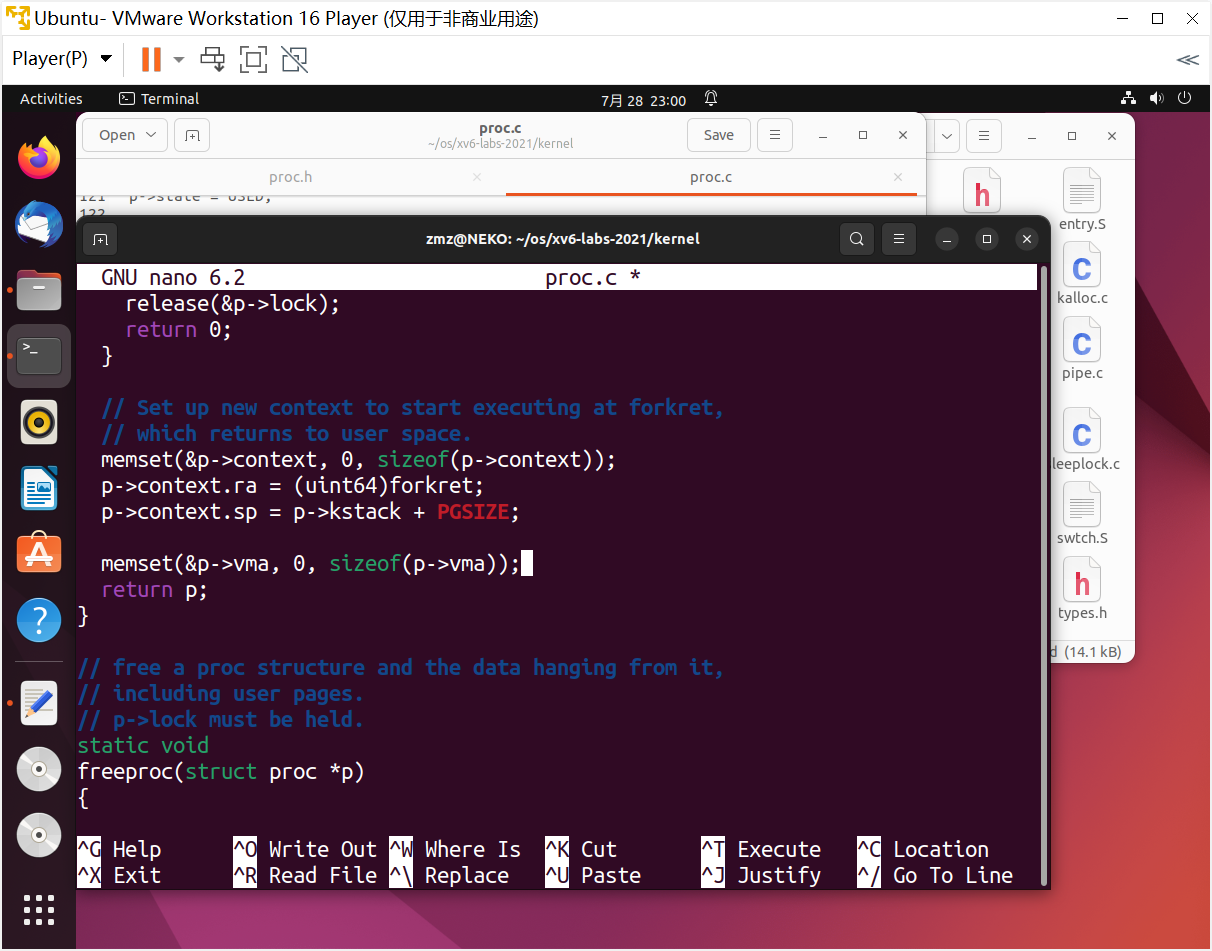 Ubuntu- VMware Workstation 16 Player (仅用于非商业用途)
Player(P)
Activities
Terminal
7月 28 23:00
Open
proc.c
~/os/xv6-labs-2021/kernel
Save
proc.h
proc.c
121 p->state = USED;
122
zmz@NEKO: ~/os/xv6-labs-2021/kernel
GNU nano 6.2 proc.c *
release(&p->lock);
return 0;
}
// Set up new context to start executing at forkret,
// which returns to user space.
memset(&p->context, 0, sizeof(p->context));
p->context.ra = (uint64)forkret;
p->context.sp = p->kstack + PGSIZE;
memset(&p->vma, 0, sizeof(p->vma));
return p;
}
// free a proc structure and the data hanging from it,
// including user pages.
// p->lock must be held.
static void
freeproc(struct proc *p)
{
^G Help ^O Write Out ^W Where Is ^K Cut ^T Execute ^C Location
^X Exit ^R Read File ^\ Replace ^U Paste ^J Justify ^/ Go To Line
h
entry.S
c
kalloc.c
c
pipe.c
c
leeplock.c
swtch.S
h
types.h
d (14.1 kB)